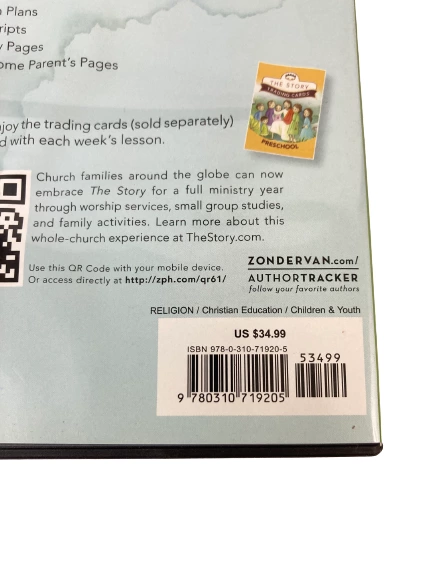 Plans
ripts
Pages
ome Parent's Pages
THE STORY
TRADING CARDS
PRESCHOOL
joy the trading cards (sold separately)
d with each week's lesson.
Church families around the globe can now
embrace The Story for a full ministry year
through worship services, small group studies,
and family activities. Learn more about this
whole-church experience at TheStory.com.
Use this QR Code with your mobile device.
Or access directly at http://zph.com/qr61/
ZONDERVAN.com/
AUTHORTRACKER
follow your favorite authors
RELIGION / Christian Education / Children & Youth
US $34.99
ISBN 978-0-310-71920-5
53499
9 780310 719205